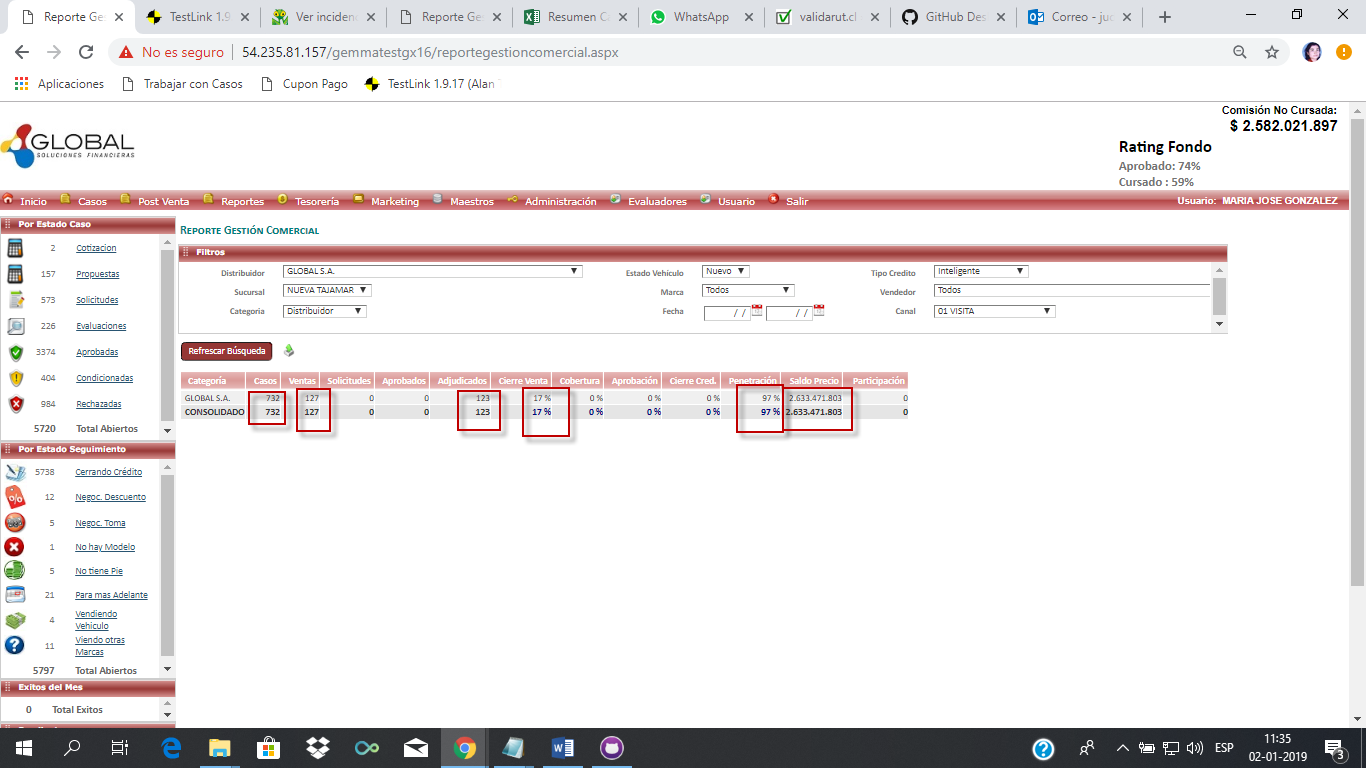 Reporte Ges
TestLink 1.9
Ver inciden
Reporte Ges
Resumen C
WhatsApp
validarut.cl
GitHub Des
Correo - juc
No es seguro
54.235.81.157/gemmatestgx16/reportegestioncomercial.aspx
Aplicaciones
Trabajar con Casos
Cupon Pago
TestLink 1.9.17 (Alan
Comisión No Cursada:
$ 2.582.021.897
GLOBAL
SOLUCIONES FINANCIERAS
Rating Fondo
Aprobado: 74%
Cursado : 59%
Inicio Casos Post Venta Reportes Tesorería Marketing Maestros Administración Evaluadores Usuario Salir Usuario: MARIA JOSE GONZALEZ
Por Estado Caso
2 Cotizacion
157 Propuestas
573 Solicitudes
226 Evaluaciones
3374 Aprobadas
404 Condicionadas
984 Rechazadas
5720 Total Abiertos
Por Estado Seguimiento
5738 Cerrando Crédito
12 Negoc. Descuento
5 Negoc. Toma
1 No hay Modelo
5 No tiene Pie
21 Para mas Adelante
4 Vendiendo
Vehiculo
11 Viendo otras
Marcas
5797 Total Abiertos
Exitos del Mes
0 Total Exitos
REPORTE GESTIÓN COMERCIAL
Filtros
Distribuidor GLOBAL S.A. Estado Vehículo Nuevo Tipo Credito Inteligente
Sucursal NUEVA TAJAMAR Marca Todos Vendedor Todos
Categoria Distribuidor Fecha / / / / Canal 01 VISITA
Refrescar Búsqueda
Categoría Casos Ventas Solicitudes Aprobados Adjudicados Cierre Venta Cobertura Aprobación Cierre Cred. Penetración Saldo Precio Participación
GLOBAL S.A. 732 127 0 0 123 17 % 0 % 0 % 0 % 97 % 2.633.471.803 0
CONSOLIDADO 732 127 0 0 123 17 % 0 % 0 % 0 % 97 % 2.633.471.803 0
ESP
11:35
02-01-2019
3